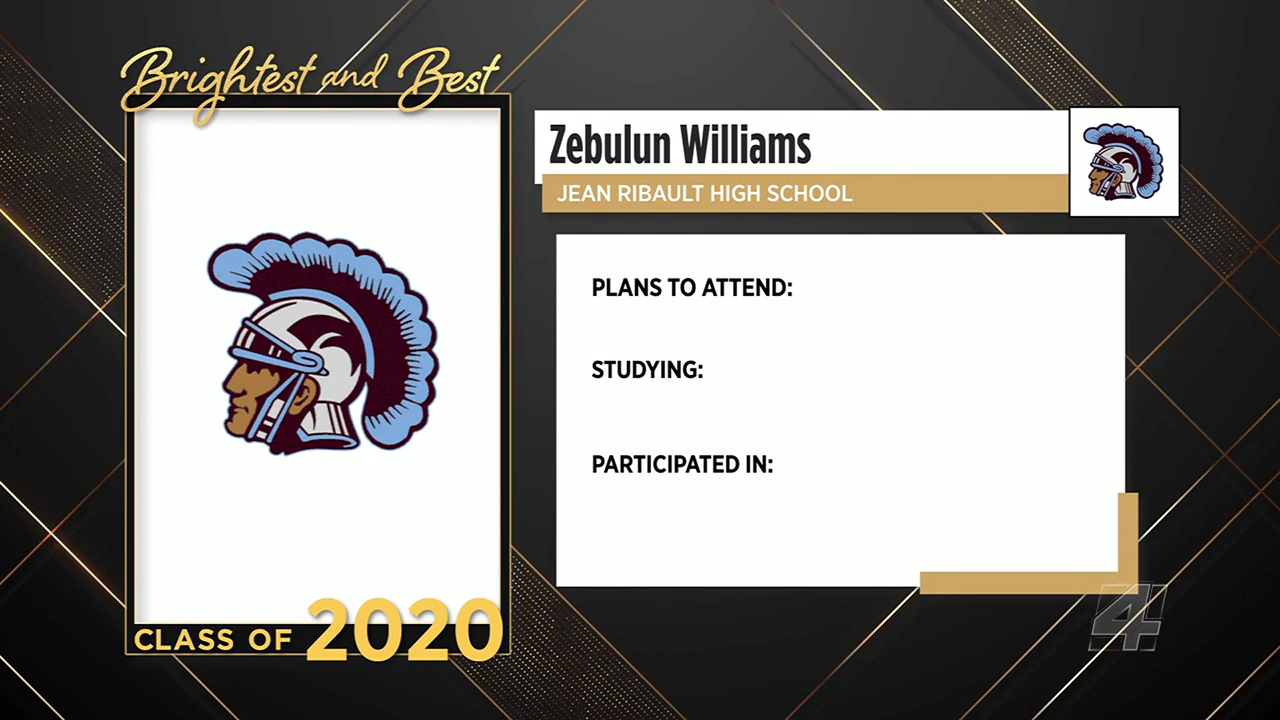 Brightest and Best
Zebulun Williams
JEAN RIBAULT HIGH SCHOOL
PLANS TO ATTEND:
STUDYING:
PARTICIPATED IN:
CLASS OF 2020
4